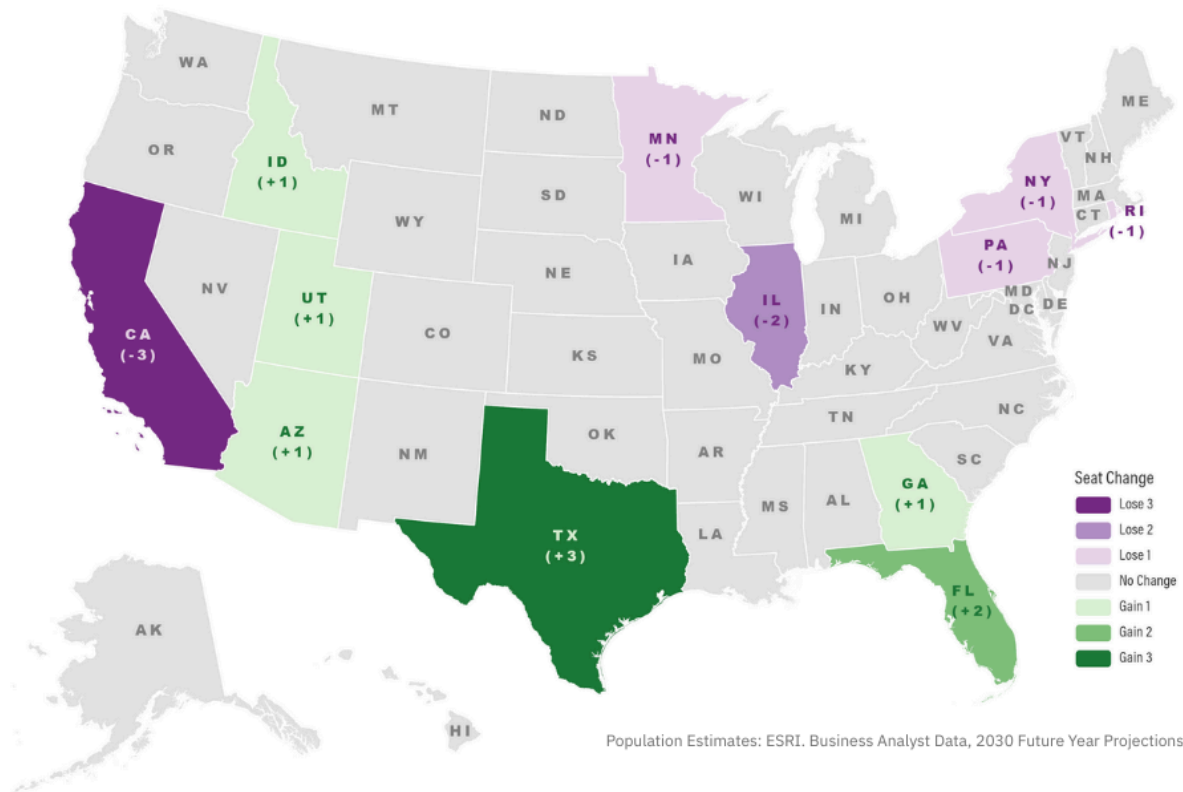 WA
MT
ND
MN
(-1)
ME
OR
ID
(+1)
SD
WI
MI
VT
NH
NY
(-1)
MA
CT
RI
(-1)
WY
IA
NE
PA
(-1)
NJ
NV
UT
(+1)
CO
IL
(-2)
IN
OH
MD
DC
DE
CA
(-3)
KS
MO
WV
VA
KY
AZ
(+1)
NM
OK
AR
TN
NC
SC
TX
(+3)
LA
MS
AL
GA
(+1)
FL
(+2)
AK
HI
Seat Change
Lose 3
Lose 2
Lose 1
No Change
Gain 1
Gain 2
Gain 3
Population Estimates: ESRI. Business Analyst Data, 2030 Future Year Projections